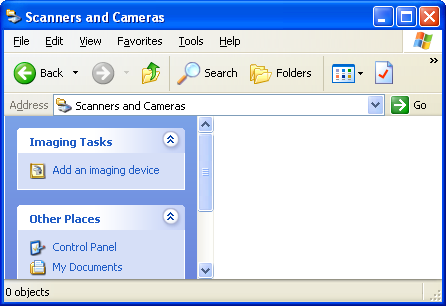 Scanners and Cameras
File Edit View Favorites Tools Help
Back Search Folders
Address Scanners and Cameras Go
Imaging Tasks
Add an imaging device
Other Places
Control Panel
My Documents
0 objects